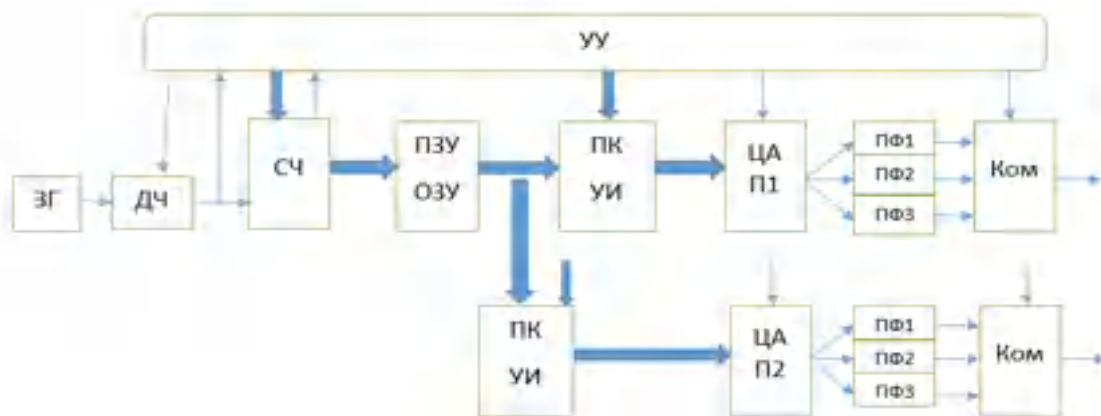 УУ
ЗГ
ДЧ
СЧ
ПЗУ
ОЗУ
ПК
УИ
ЦА
П1
ПФ1
ПФ2
ПФ3
Ком
ПК
УИ
ЦА
П2
ПФ1
ПФ2
ПФ3
Ком